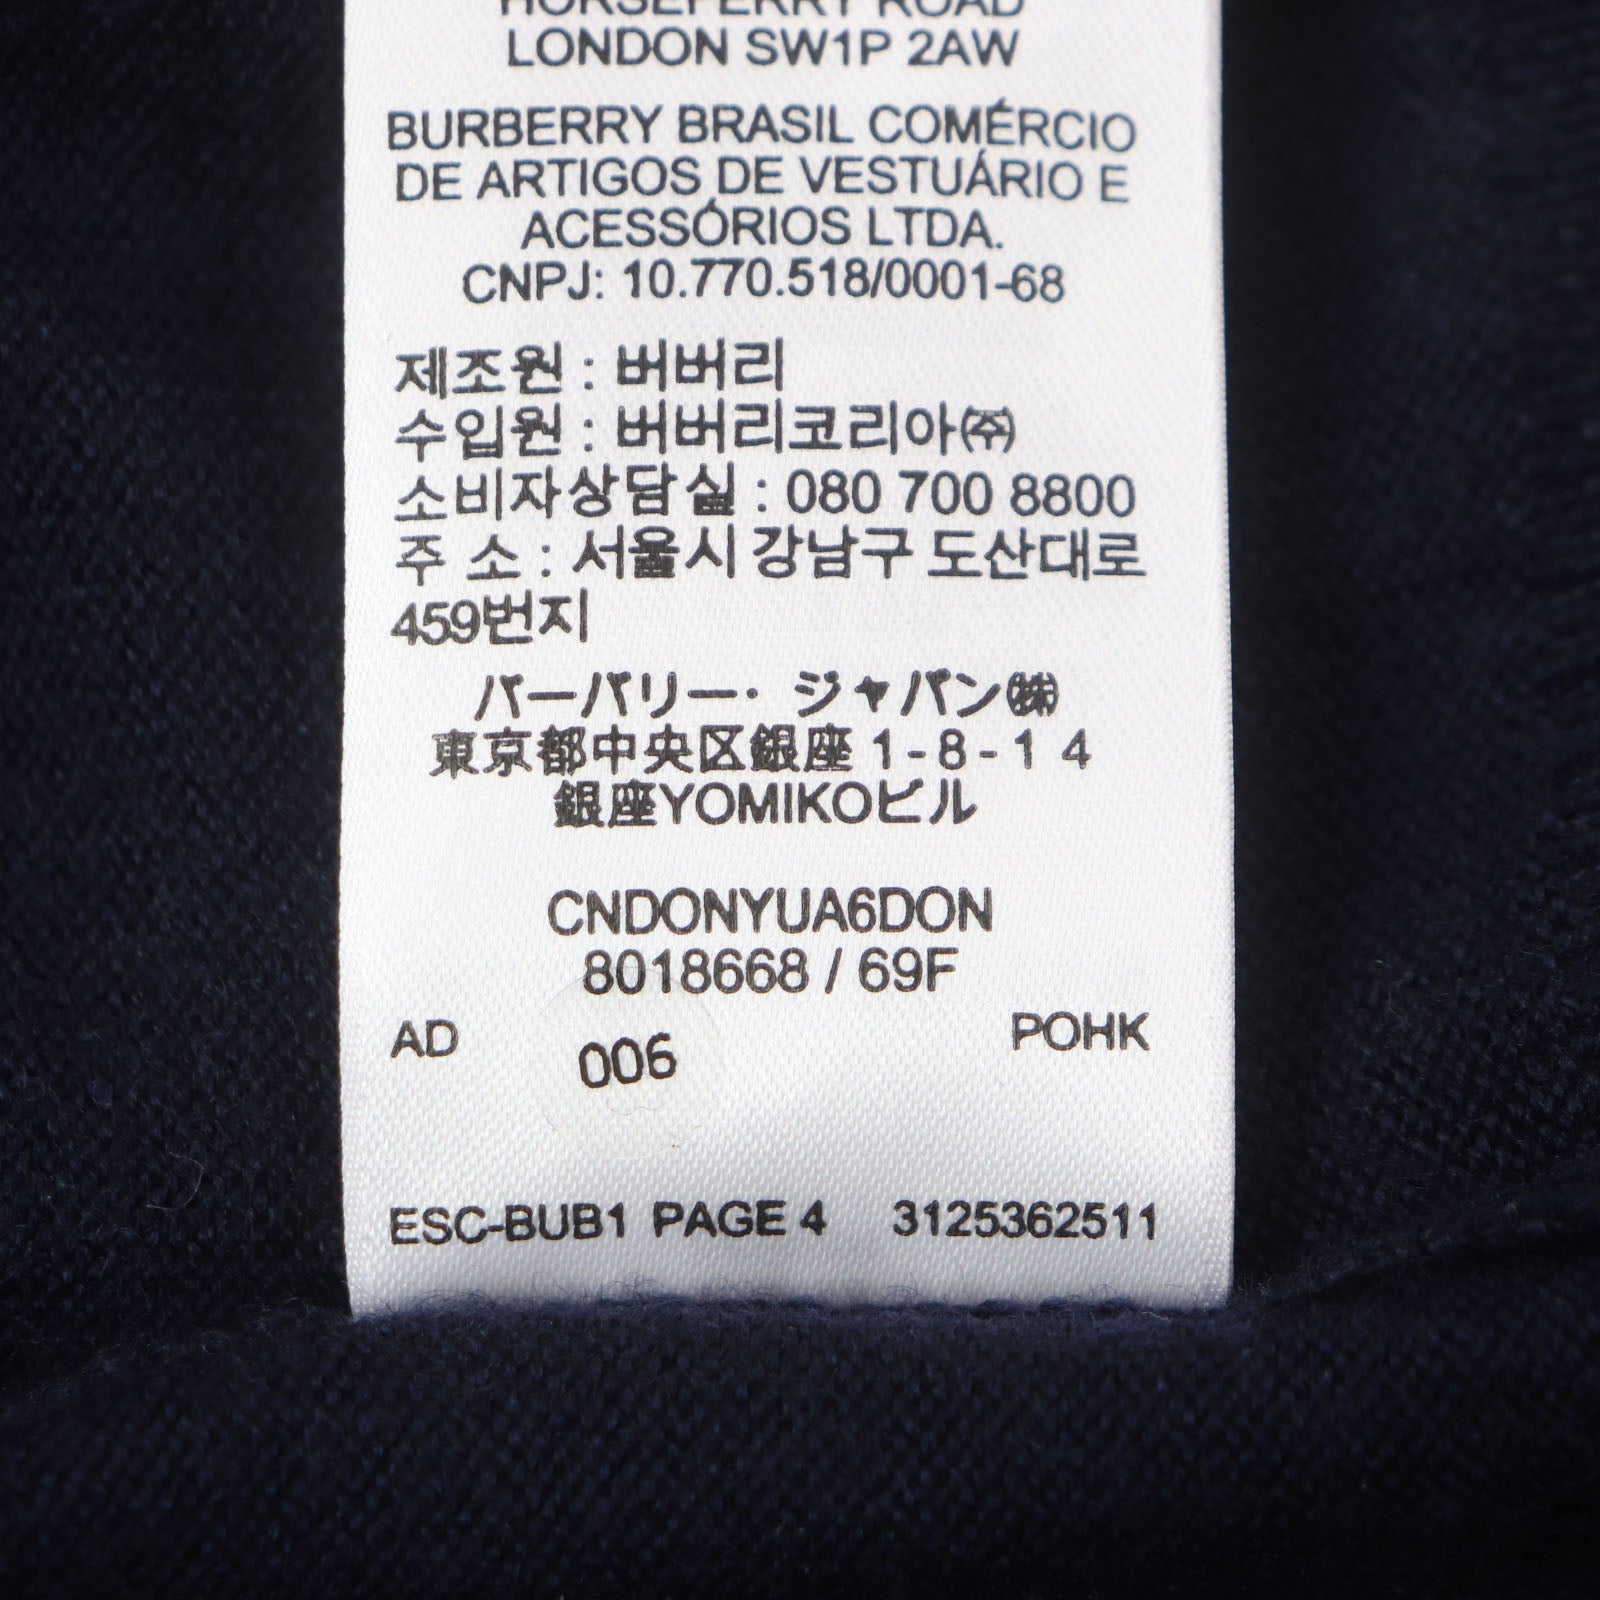 HORSEFERRY ROAD
LONDON SW1P 2AW
BURBERRY BRASIL COMÉRCIO
DE ARTIGOS DE VESTUÁRIO E
ACESSÓRIOS LTDA.
CNPJ: 10.770.518/0001-68
제조원 : 버버리
수입원 : 버버리코리아㈜
소비자상담실 : 080 700 8800
주 소 : 서울시 강남구 도산대로
459번지
バーバリー・ジャパン㈱
東京都中央区銀座1-8-14
銀座YOMIKOビル
CNDONYUA6DON
8018668 / 69F
AD 006 POHK
ESC-BUB1 PAGE 4 3125362511